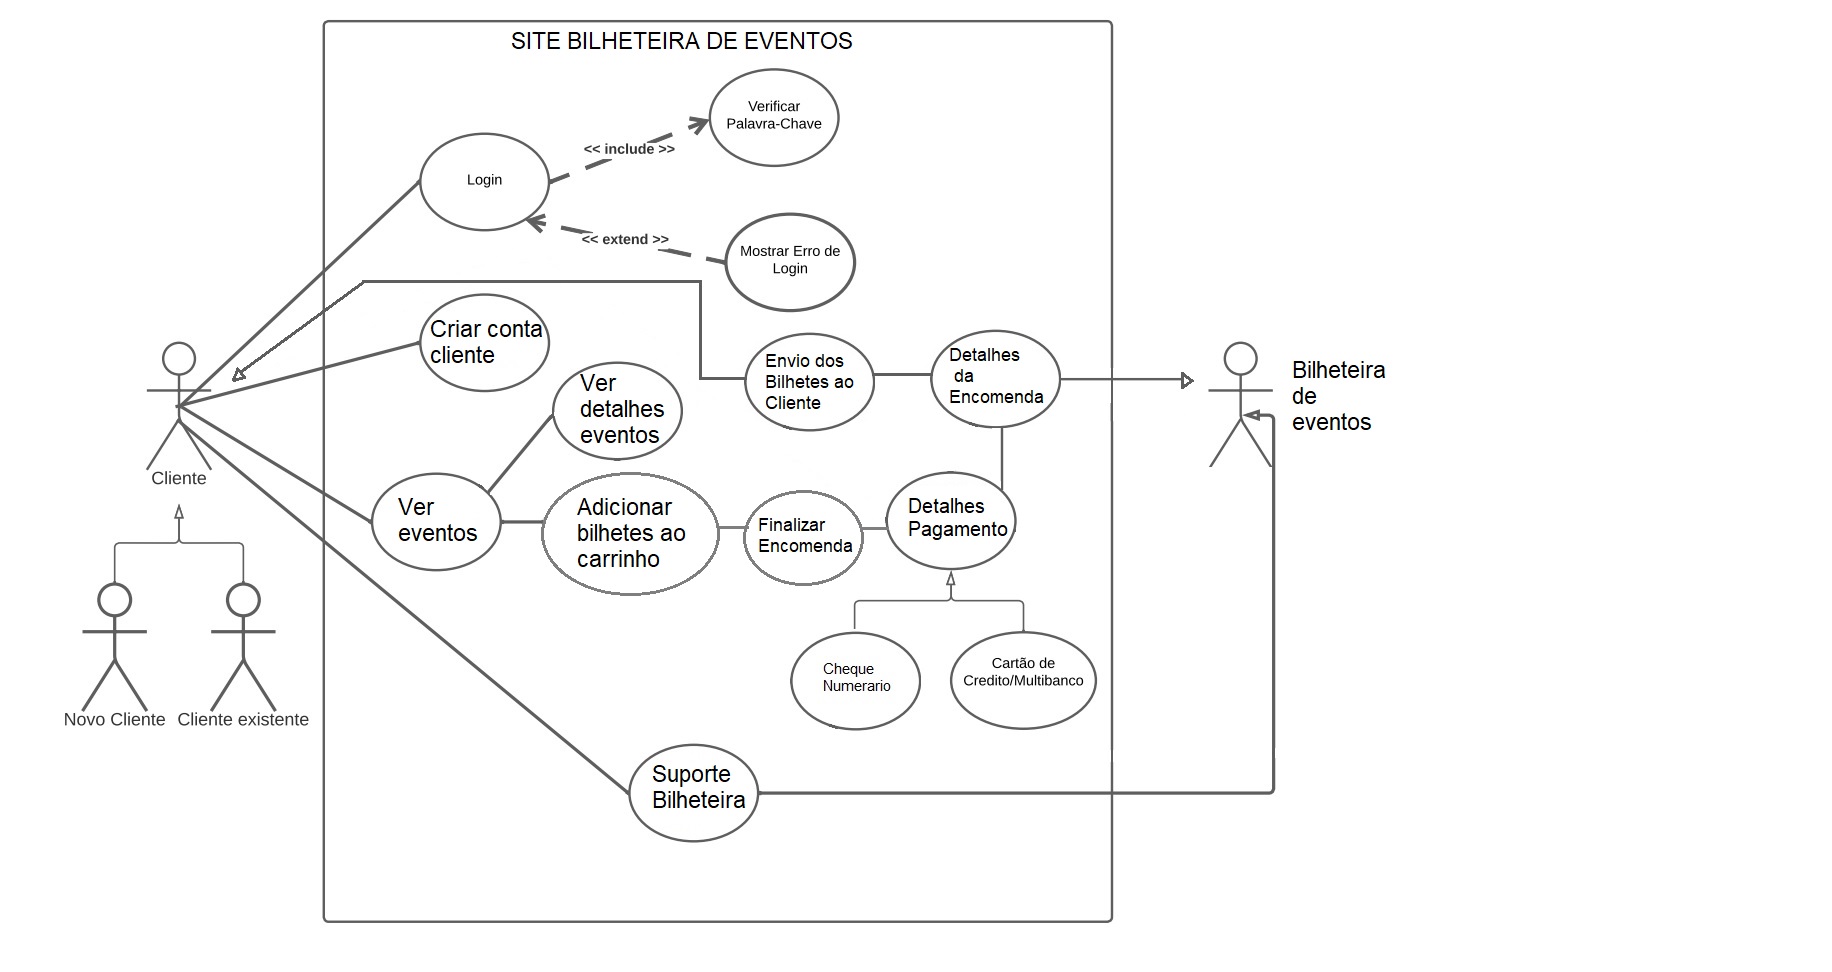 SITE BILHETEIRA DE EVENTOS
Verificar
Palavra-Chave
<< include >>
Login
<< extend >>
Mostrar Erro de
Login
Criar conta
cliente
Envio dos
Bilhetes ao
Cliente
Detalhes
da
Encomenda
Bilheteira
de
eventos
Ver
detalhes
eventos
Cliente
Ver
eventos
Adicionar
bilhetes ao
carrinho
Finalizar
Encomenda
Detalhes
Pagamento
Cheque
Numerario
Cartão de
Credito/Multibanco
Novo Cliente
Cliente existente
Suporte
Bilheteira